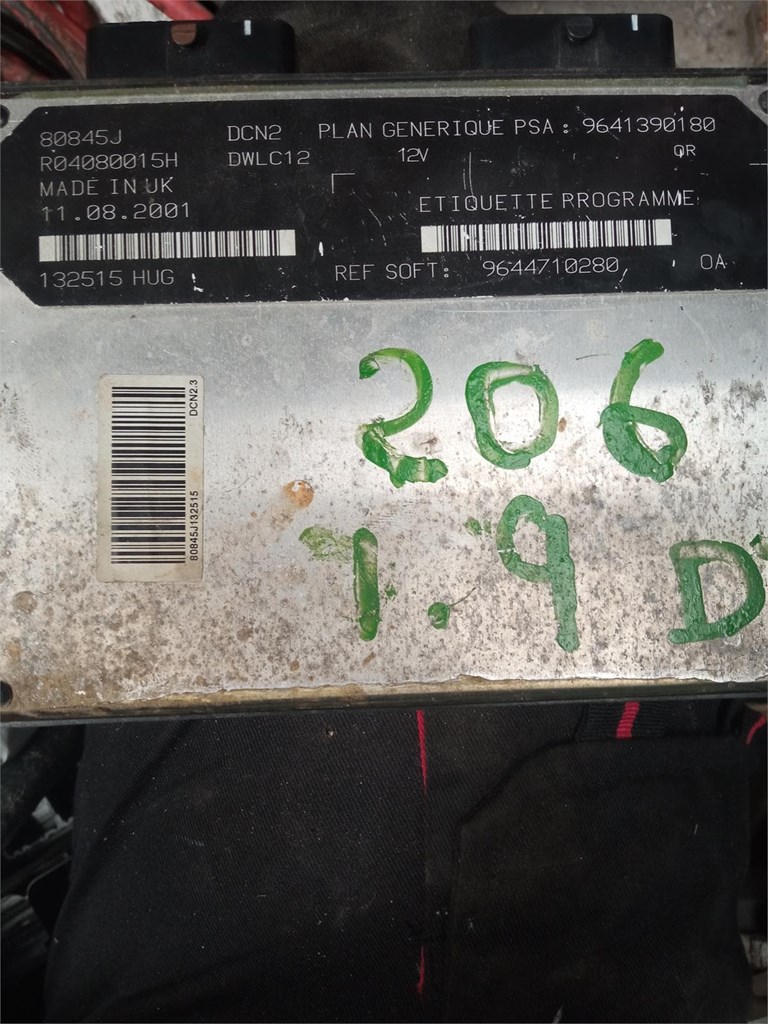 80845J DCN2 PLAN GENERIQUE PSA : 9641390180
R04080015H DWLC12 12V QR
MADE IN UK
11.08.2001
ETIQUETTE RROGRAMME
132515 HUG REF SOFT: 9644710280 OA
DCN2.3
80845J132515
206
1.9 D